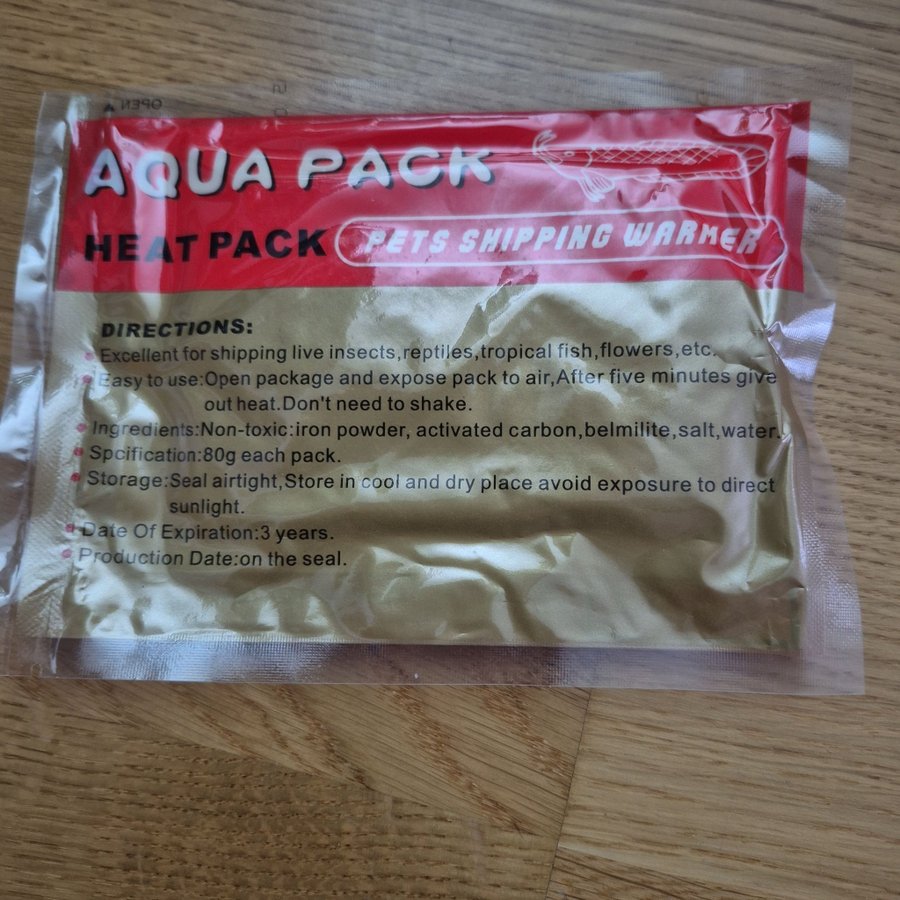 OPEN
AQUA PACK
HEAT PACK PETS SHIPPING WARMER
DIRECTIONS:
Excellent for shipping live insects,reptiles,tropical fish,flowers,etc.
Easy to use:Open package and expose pack to air,After five minutes give
out heat.Don't need to shake.
Ingredients:Non-toxic:iron powder, activated carbon,belmilite,salt,water.
Spcification:80g each pack.
Storage:Seal airtight,Store in cool and dry place avoid exposure to direct
sunlight.
Date Of Expiration:3 years.
Production Date:on the seal.